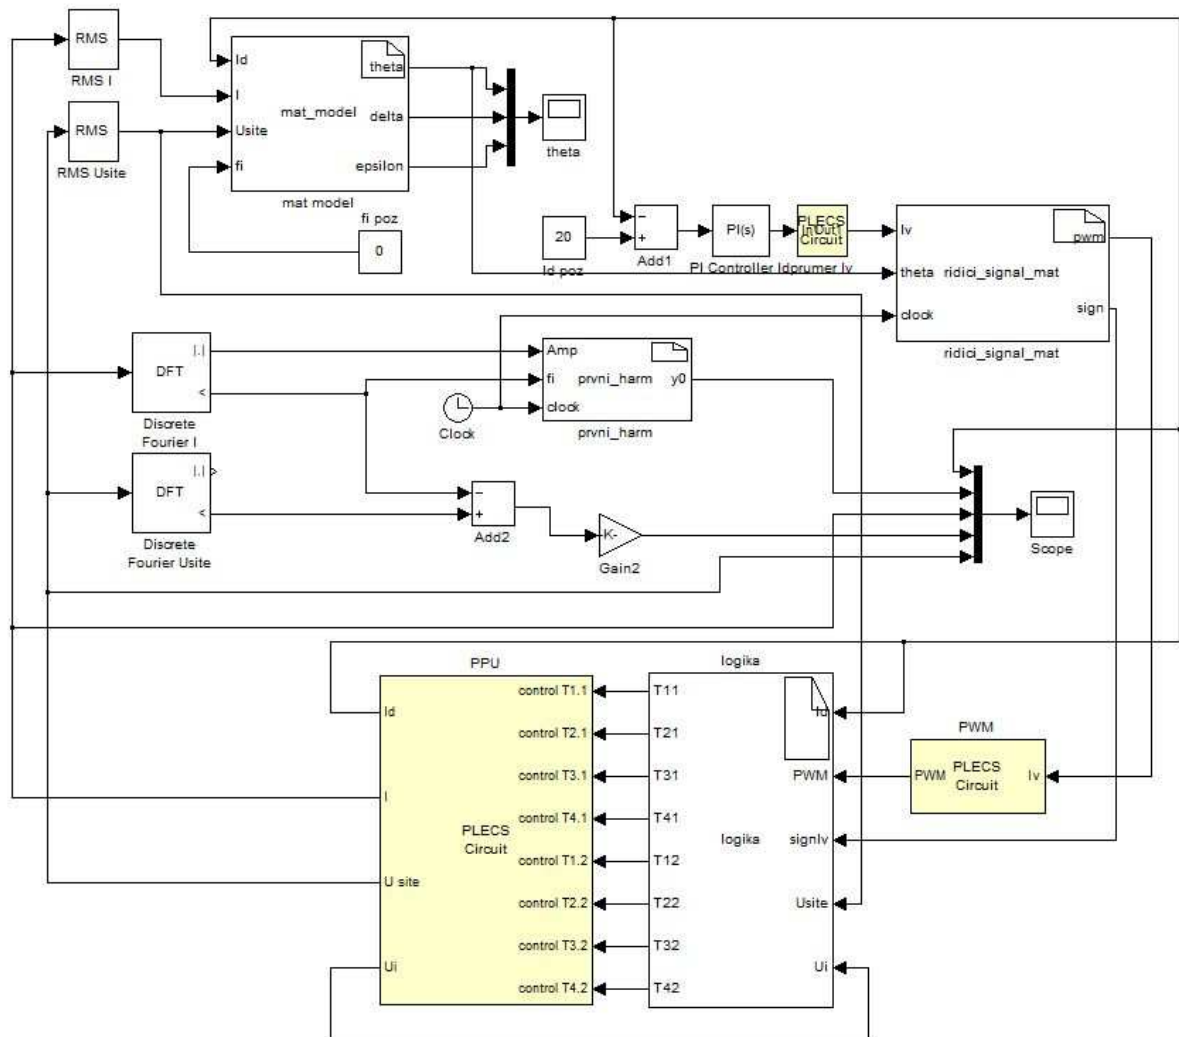 RMS
RMS I
RMS
RMS Usite
Id
I
Usite
fi
mat_model
theta
delta
epsilon
mat model
theta
fi poz
0
20
Id poz
Add1
PI(s)
PI Controller Id
PLECS
Circuit
prumer Iv
Iv
theta
clock
ridici_signal_mat
pwm
sign
ridici_signal_mat
DFT
|.|
<
Discrete
Fourier I
Clock
Amp
fi
clock
prvni_harm
y0
prvni_harm
DFT
|.|
<
Discrete
Fourier Usite
Add2
-K-
Gain2
Scope
PPU
Id
I
U site
Ui
PLECS
Circuit
control T1.1
control T2.1
control T3.1
control T4.1
control T1.2
control T2.2
control T3.2
control T4.2
logika
T11
T21
T31
T41
T12
T22
T32
T42
logika
Id
PWM
signIv
Usite
Ui
PWM
PWM
PLECS
Circuit
Iv